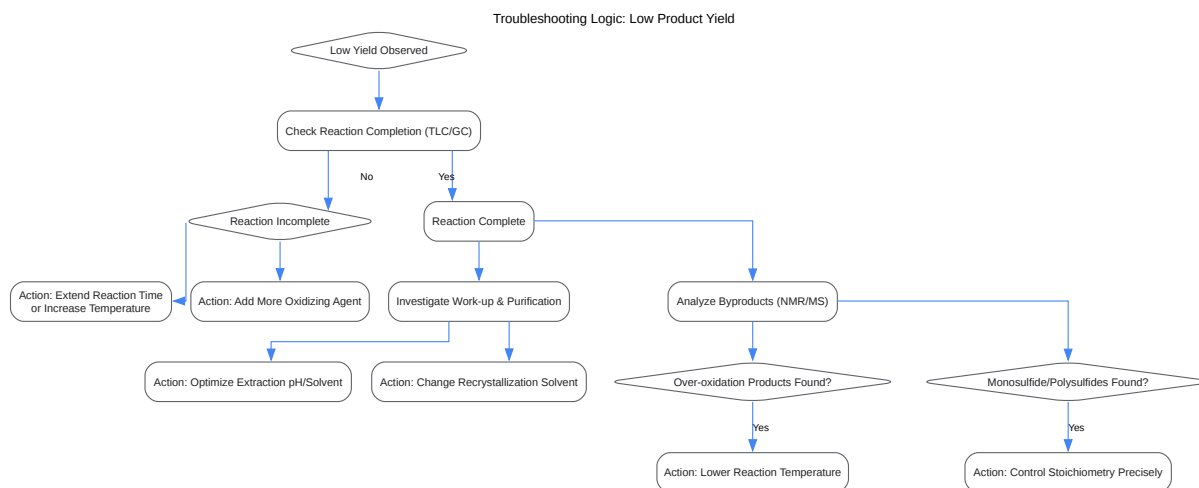 Troubleshooting Logic: Low Product Yield
Low Yield Observed
Check Reaction Completion (TLC/GC)
No
Yes
Reaction Incomplete
Reaction Complete
Action: Extend Reaction Time
or Increase Temperature
Action: Add More Oxidizing Agent
Investigate Work-up & Purification
Analyze Byproducts (NMR/MS)
Action: Optimize Extraction pH/Solvent
Action: Change Recrystallization Solvent
Over-oxidation Products Found?
Monosulfide/Polysulfides Found?
Yes
Yes
Action: Lower Reaction Temperature
Action: Control Stoichiometry Precisely